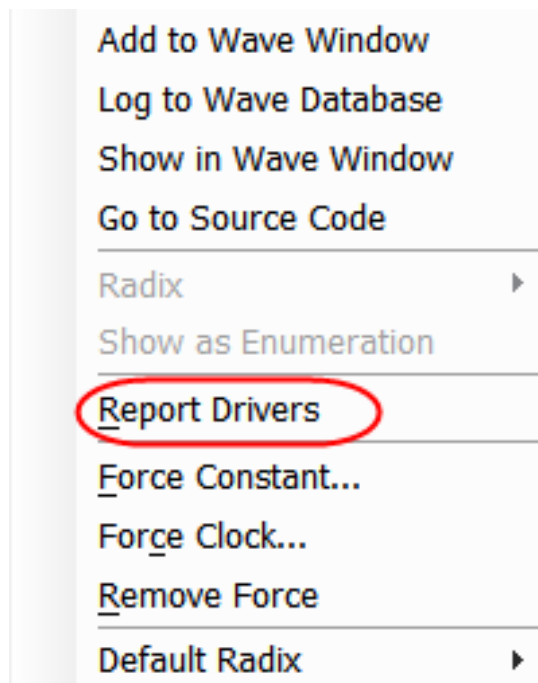 Add to Wave Window
Log to Wave Database
Show in Wave Window
Go to Source Code
Radix
Show as Enumeration
Report Drivers
Force Constant...
Force Clock...
Remove Force
Default Radix